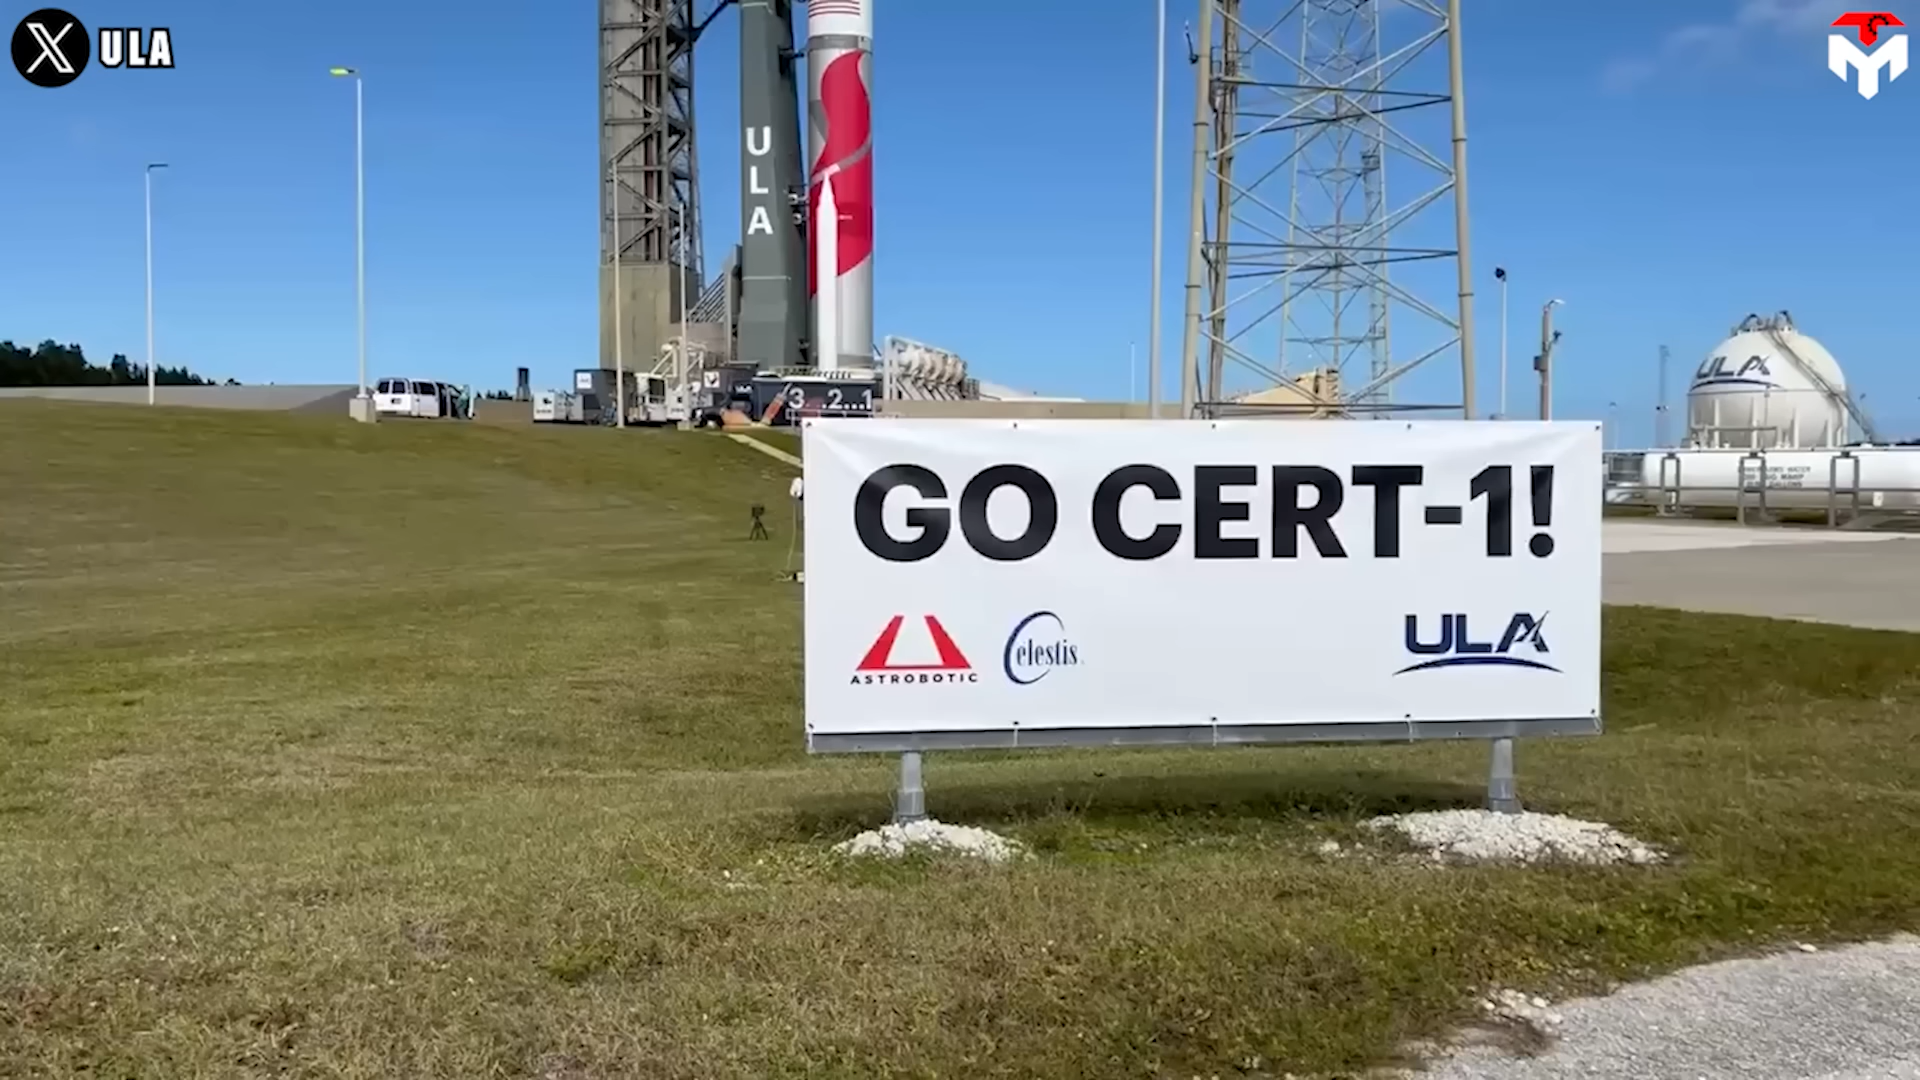 X ULA
ULA
3...2...1
ULA
GO CERT-1!
ASTROBOTIC
Celestis
ULA